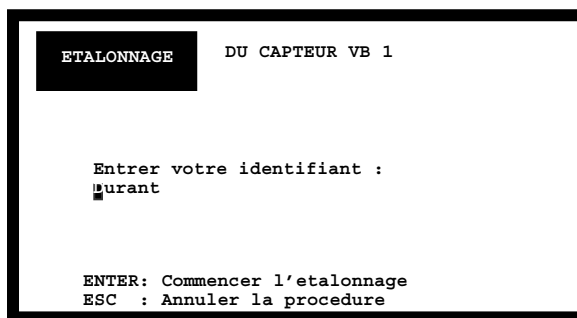 ETALONNAGE DU CAPTEUR VB 1
Entrer votre identifiant :
Durant
ENTER: Commencer l'etalonnage
ESC : Annuler la procedure